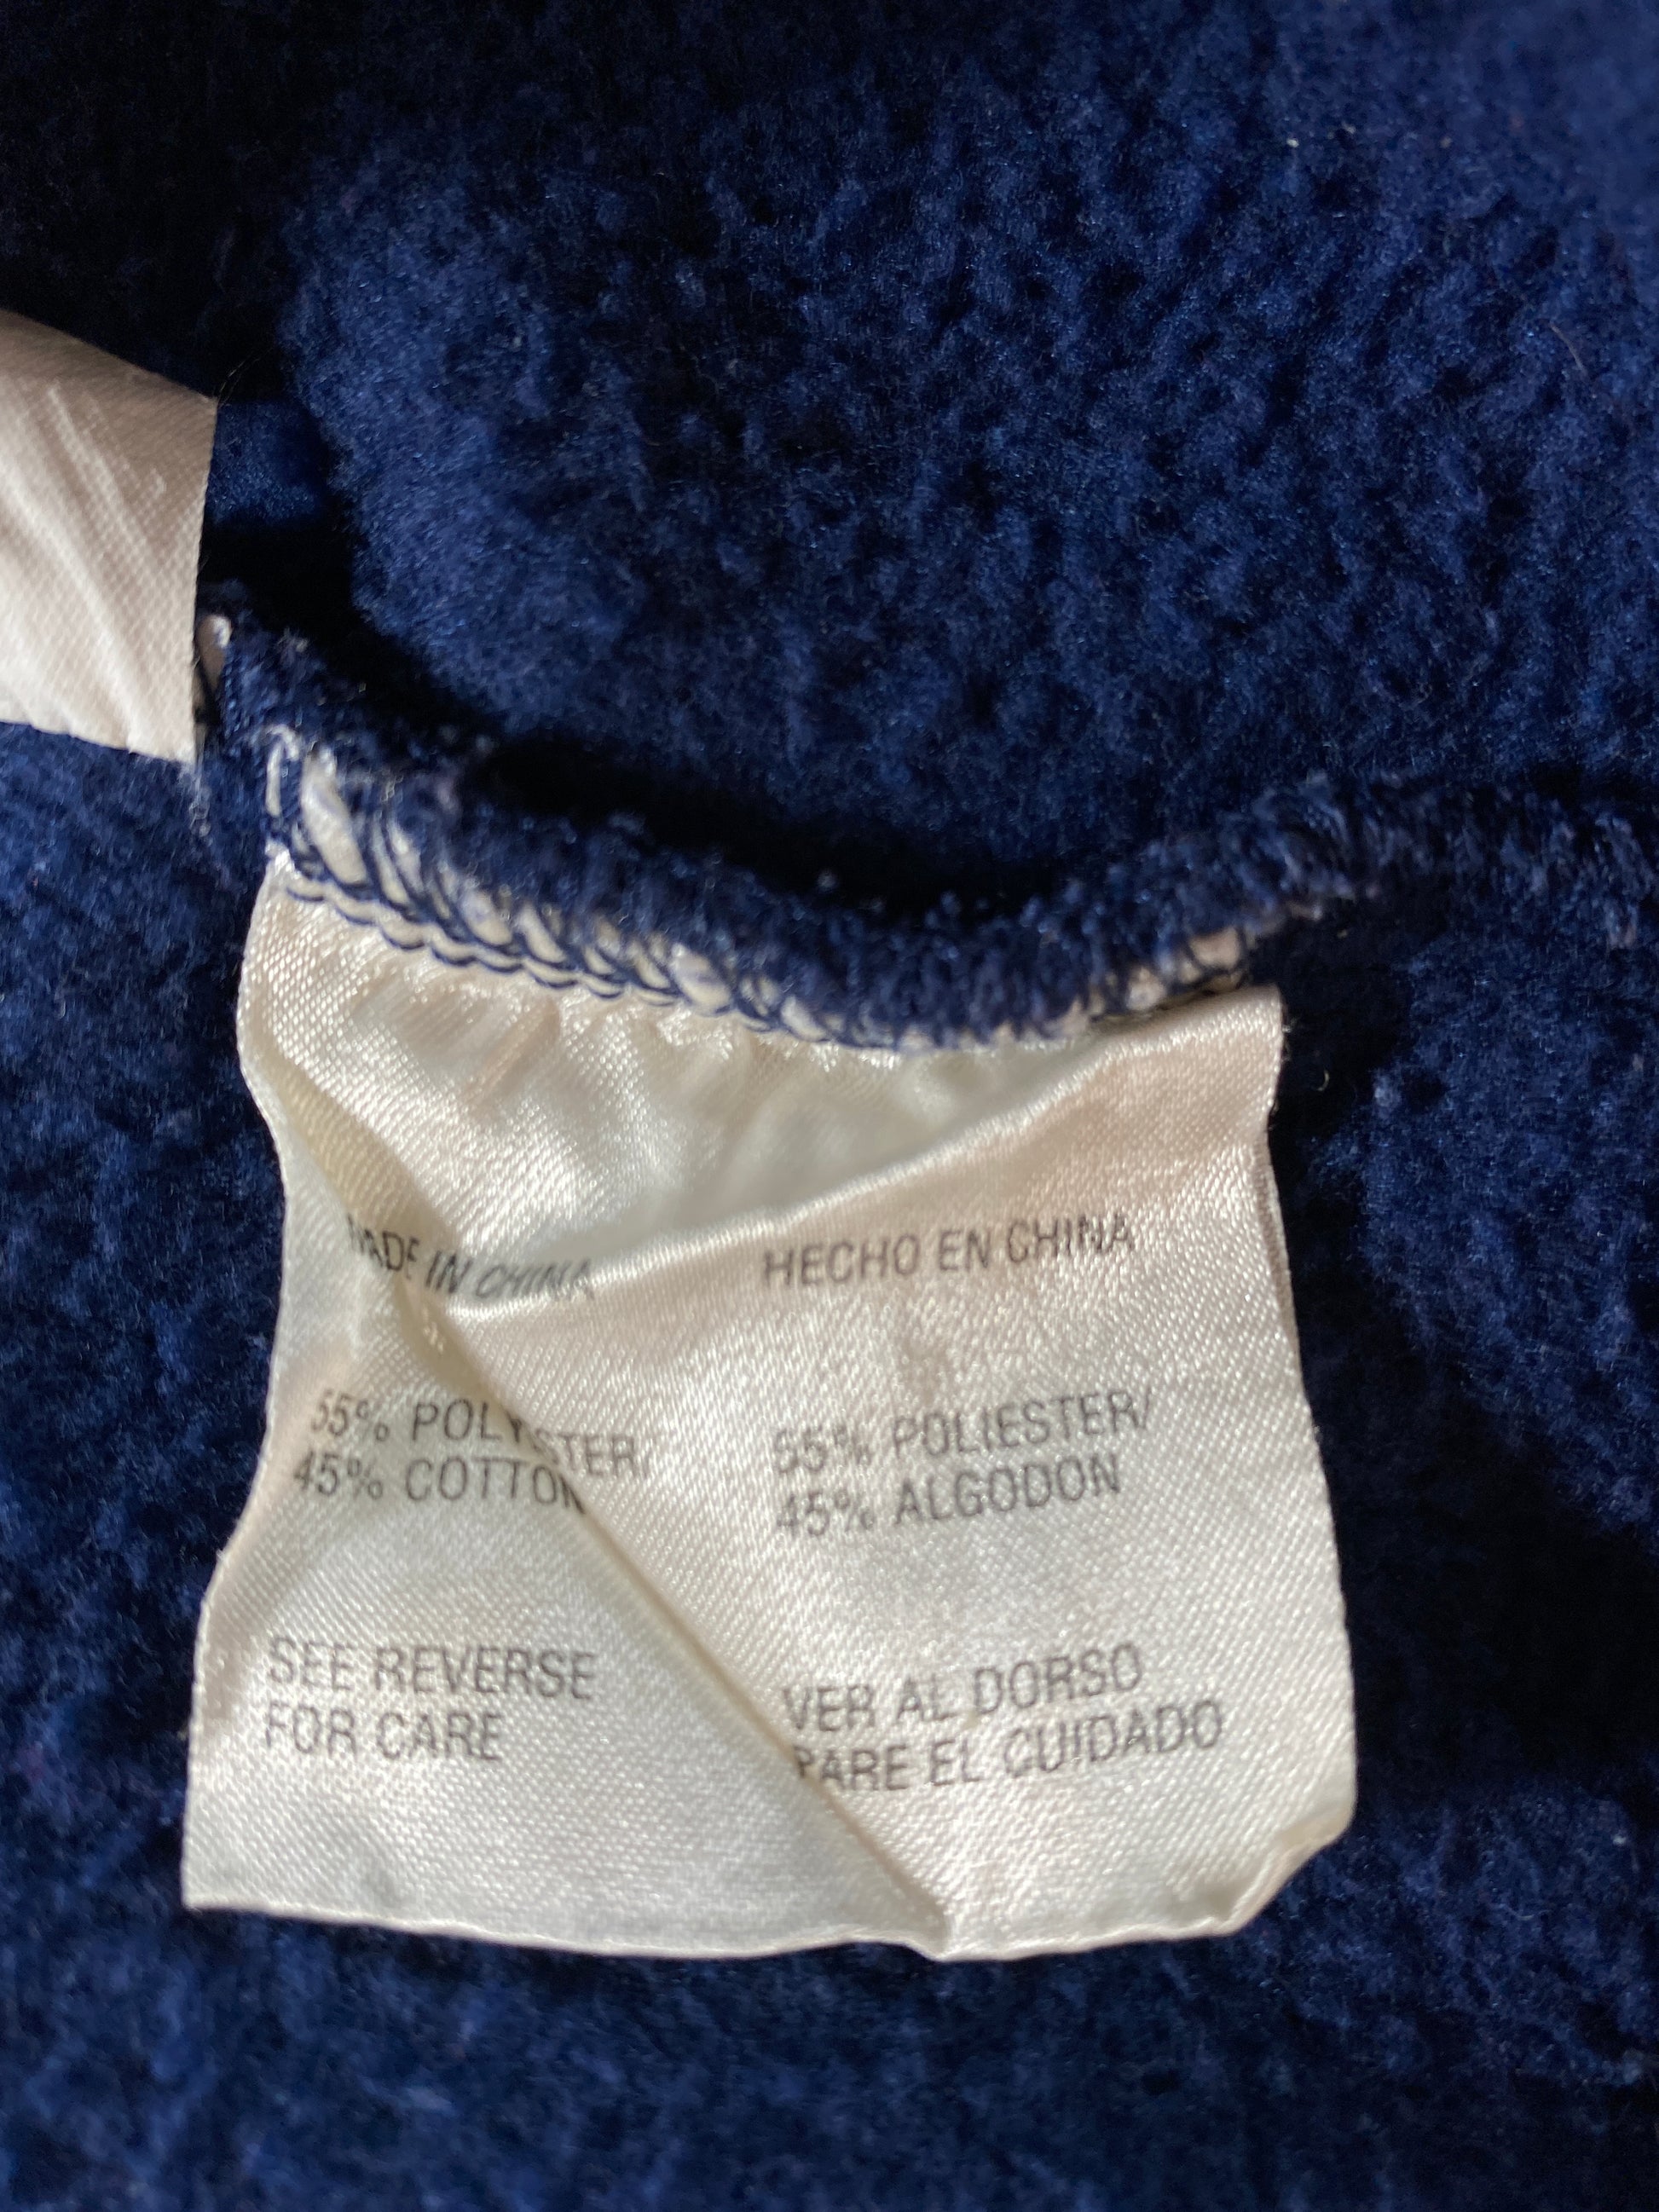 MADE IN CHINA
55% POLYESTER/
45% COTTON
SEE REVERSE
FOR CARE
HECHO EN CHINA
55% POLIESTER/
45% ALGODON
VER AL DORSO
PARE EL CUIDADO